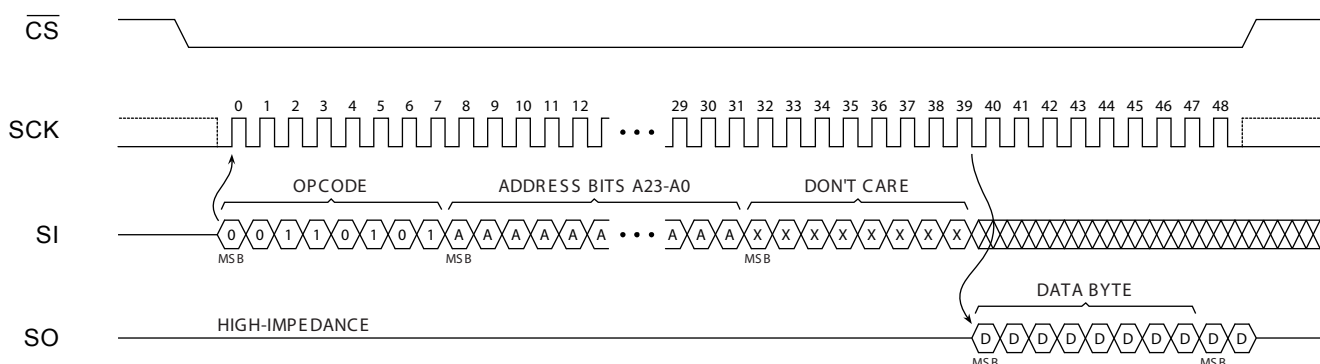 CS
0 1 2 3 4 5 6 7 8 9 10 11 12 29 30 31 32 33 34 35 36 37 38 39 40 41 42 43 44 45 46 47 48
SCK
OPCODE ADDRESS BITS A23-A0 DON'T CARE
SI 0 0 1 1 0 1 0 1 A A A A A A A A A X X X X X X X X
MSB MSB MSB
DATA BYTE
HIGH-IMPEDANCE
SO D D D D D D D D D D
MSB MSB